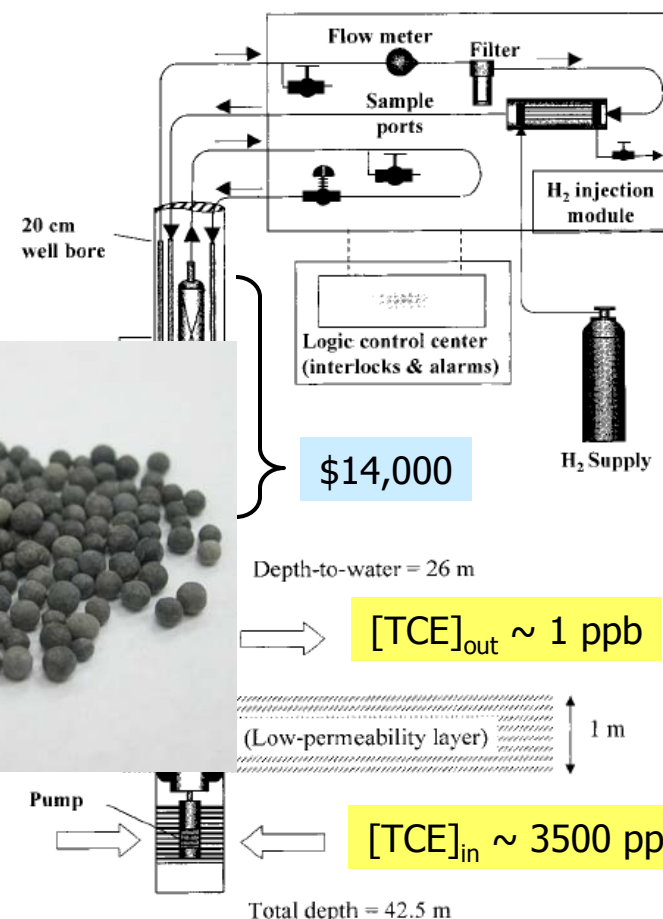 Flow meter
Filter
Sample
ports
H₂ injection
module
20 cm
well bore
Logic control center
(interlocks & alarms)
H₂ Supply
$14,000
Depth-to-water = 26 m
[TCE]out ~ 1 ppb
(Low-permeability layer)
1 m
Pump
[TCE]in ~ 3500 pp
Total depth = 42.5 m